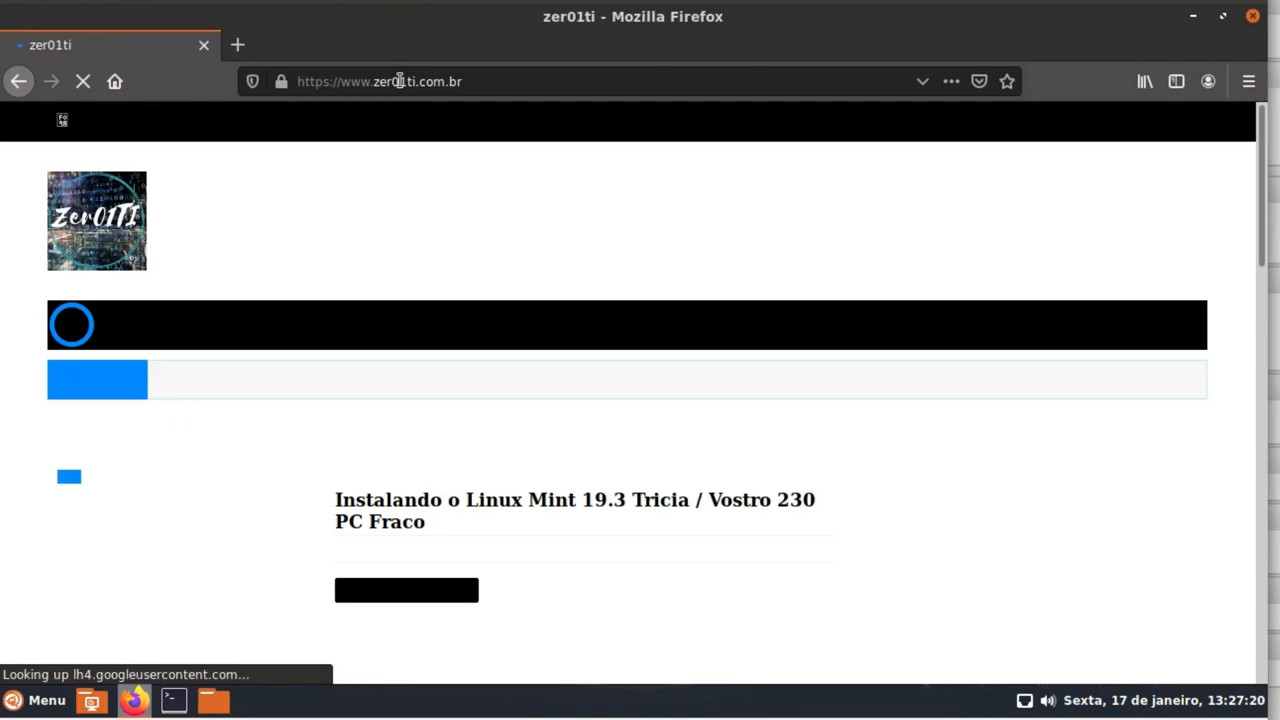 zer01ti - Mozilla Firefox
zer01ti
https://www.zer01ti.com.br
Zer01TI
Instalando o Linux Mint 19.3 Tricia / Vostro 230
PC Fraco
Looking up lh4.googleusercontent.com...
Menu
Sexta, 17 de janeiro, 13:27:20